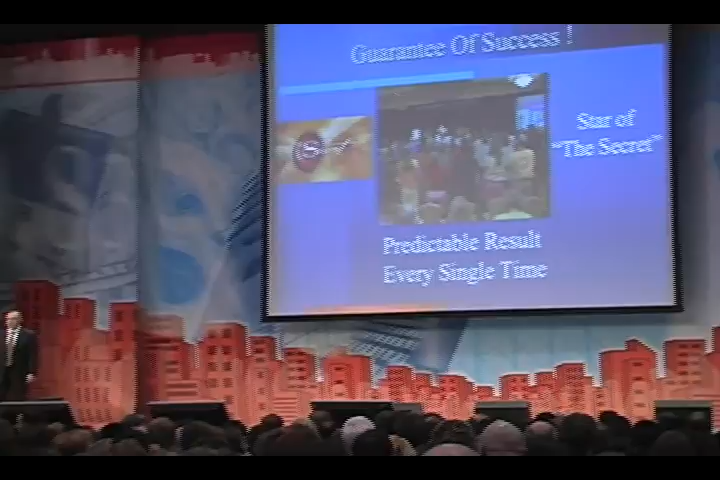 Guarantee Of Success !
Star of
"The Secret"
Predictable Result
Every Single Time